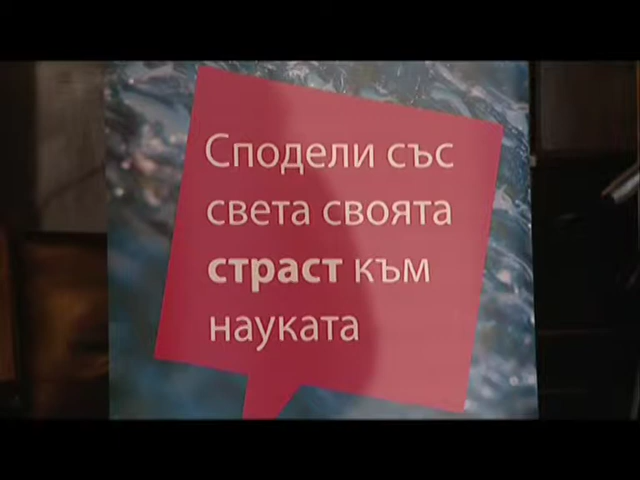 Сподели със
света своята
страст към
науката